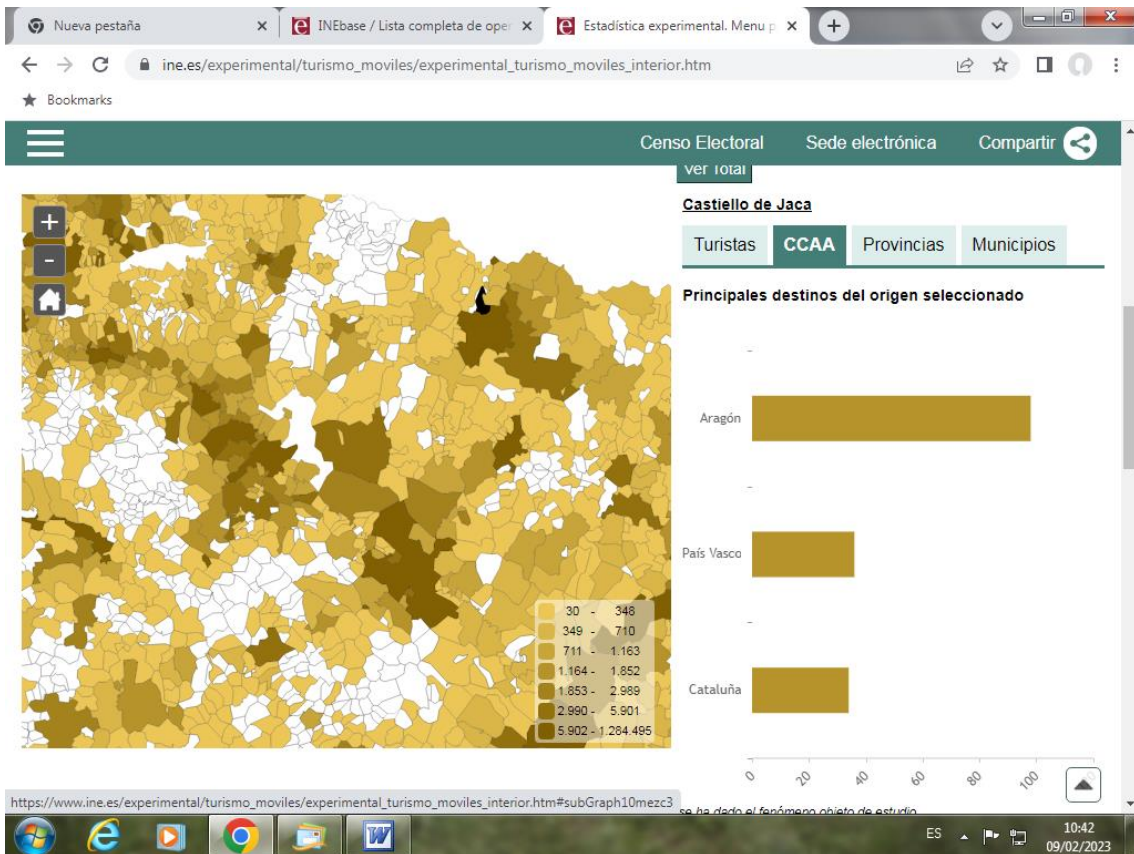 Nueva pestaña
INEbase / Lista completa de oper
Estadística experimental. Menu p
ine.es/experimental/turismo_moviles/experimental_turismo_moviles_interior.htm
Bookmarks
Censo Electoral Sede electrónica Compartir
Ver Total
Castiello de Jaca
Turistas CCAA Provincias Municipios
Principales destinos del origen seleccionado
Aragón
País Vasco
Cataluña
0 20 40 60 80 100
30 - 348
349 - 710
711 - 1.163
1.164 - 1.852
1.853 - 2.989
2.990 - 5.901
5.902 - 1.284.495
https://www.ine.es/experimental/turismo_moviles/experimental_turismo_moviles_interior.htm#subGraph10mezc3
se ha dado el fenómeno objeto de estudio
ES
10:42
09/02/2023